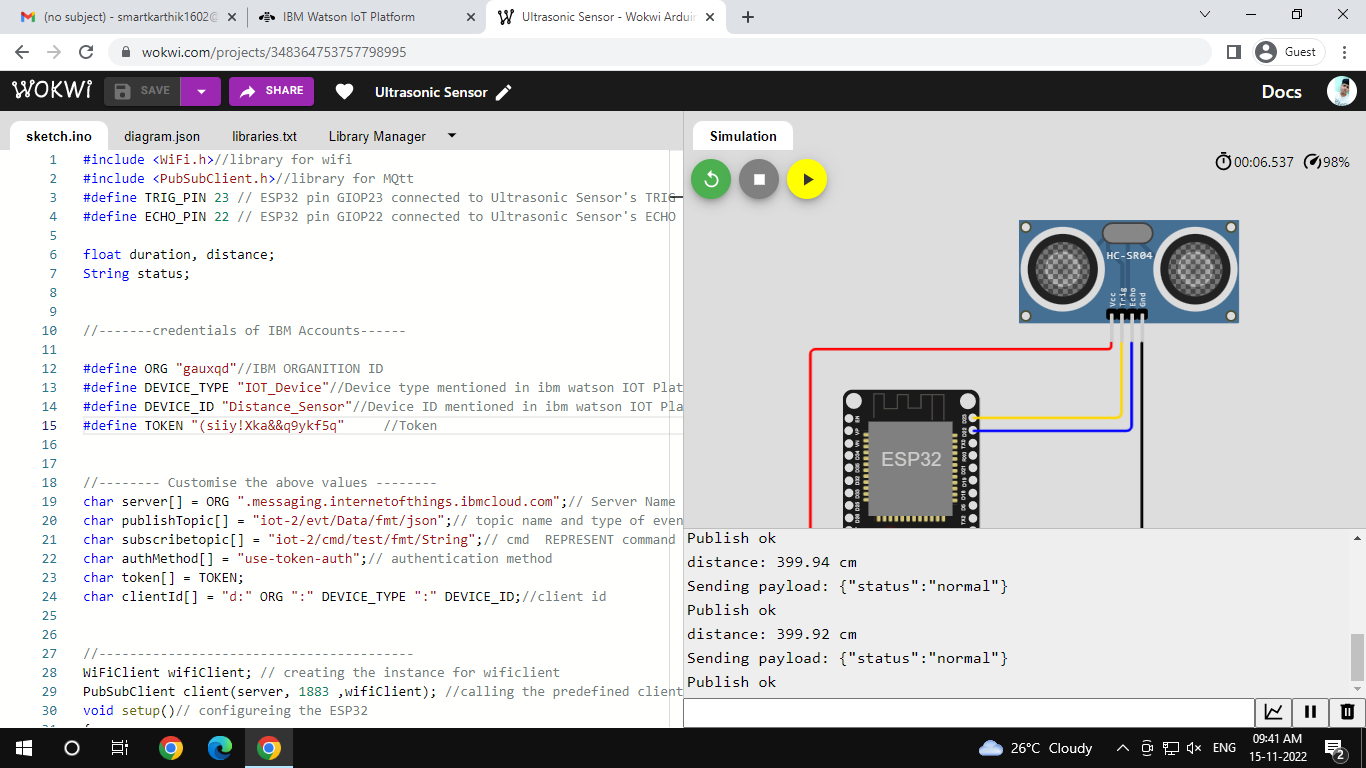 (no subject) - smartkarthik1602@
IBM Watson IoT Platform
Ultrasonic Sensor - Wokwi Ardui
wokwi.com/projects/348364753757798995
Guest
WOKWI
SAVE
SHARE
Ultrasonic Sensor
Docs
sketch.ino
diagram.json
libraries.txt
Library Manager
1 #include <WiFi.h>//library for wifi
2 #include <PubSubClient.h>//library for MQtt
3 #define TRIG_PIN 23 // ESP32 pin GIOP23 connected to Ultrasonic Sensor's TRIG
4 #define ECHO_PIN 22 // ESP32 pin GIOP22 connected to Ultrasonic Sensor's ECHO
5
6 float duration, distance;
7 String status;
8
9
10 //-------credentials of IBM Accounts------
11
12 #define ORG "gauxqd"//IBM ORGANITION ID
13 #define DEVICE_TYPE "IOT_Device"//Device type mentioned in ibm watson IOT Plat
14 #define DEVICE_ID "Distance_Sensor"//Device ID mentioned in ibm watson IOT Pla
15 #define TOKEN "(siiy!Xka&&q9ykf5q" //Token
16
17
18 //-------- Customise the above values --------
19 char server[] = ORG ".messaging.internetofthings.ibmcloud.com";// Server Name
20 char publishTopic[] = "iot-2/evt/Data/fmt/json";// topic name and type of even
21 char subscribetopic[] = "iot-2/cmd/test/fmt/String";// cmd REPRESENT command
22 char authMethod[] = "use-token-auth";// authentication method
23 char token[] = TOKEN;
24 char clientId[] = "d:" ORG ":" DEVICE_TYPE ":" DEVICE_ID;//client id
25
26
27 //-----------------------------------------
28 WiFiClient wifiClient; // creating the instance for wificlient
29 PubSubClient client(server, 1883 ,wifiClient); //calling the predefined client
30 void setup()// configureing the ESP32
Simulation
00:06.537
98%
HC-SR04
Vcc
Trig
Echo
Gnd
ESP32
Publish ok
distance: 399.94 cm
Sending payload: {"status":"normal"}
Publish ok
distance: 399.92 cm
Sending payload: {"status":"normal"}
Publish ok
26°C Cloudy
ENG
09:41 AM
15-11-2022
2